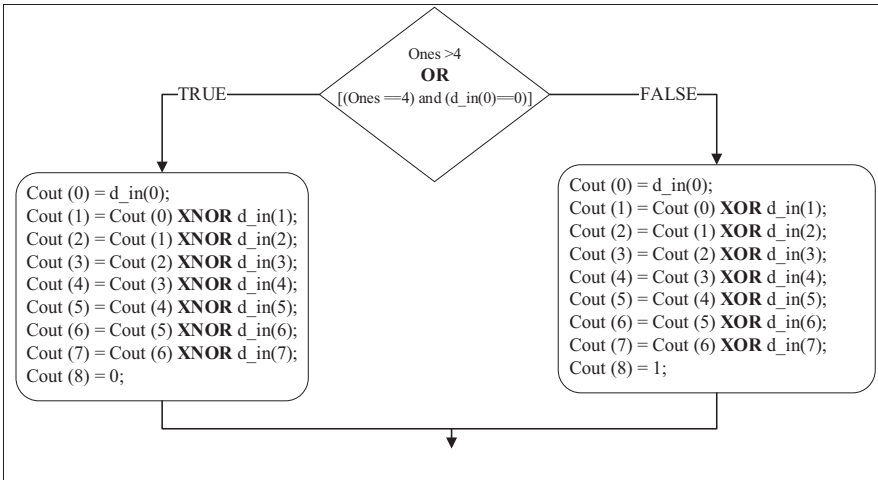 Ones >4
OR
[(Ones ==4) and (d_in(0)==0)]
TRUE
FALSE
Cout (0) = d_in(0);
Cout (1) = Cout (0) XNOR d_in(1);
Cout (2) = Cout (1) XNOR d_in(2);
Cout (3) = Cout (2) XNOR d_in(3);
Cout (4) = Cout (3) XNOR d_in(4);
Cout (5) = Cout (4) XNOR d_in(5);
Cout (6) = Cout (5) XNOR d_in(6);
Cout (7) = Cout (6) XNOR d_in(7);
Cout (8) = 0;
Cout (0) = d_in(0);
Cout (1) = Cout (0) XOR d_in(1);
Cout (2) = Cout (1) XOR d_in(2);
Cout (3) = Cout (2) XOR d_in(3);
Cout (4) = Cout (3) XOR d_in(4);
Cout (5) = Cout (4) XOR d_in(5);
Cout (6) = Cout (5) XOR d_in(6);
Cout (7) = Cout (6) XOR d_in(7);
Cout (8) = 1;